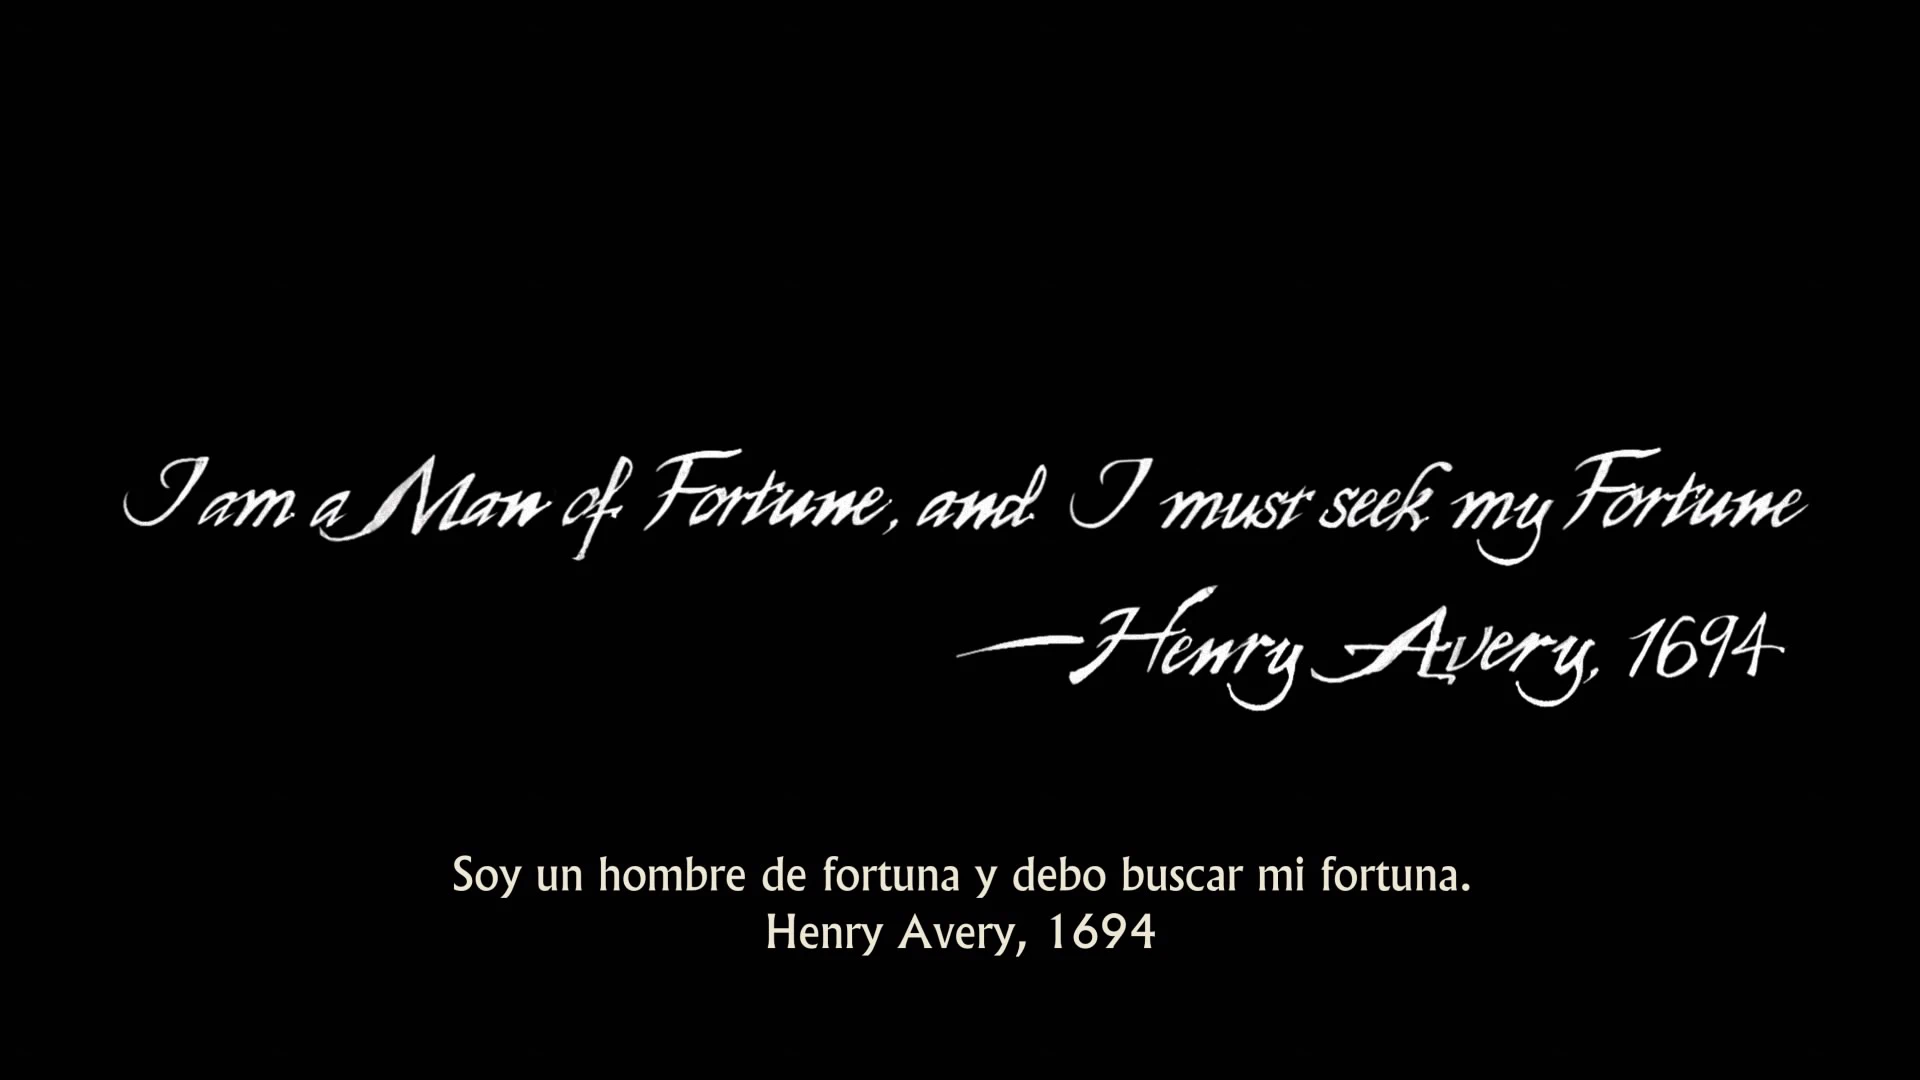 I am a Man of Fortune, and I must seek my Fortune
—Henry Avery, 1694
Soy un hombre de fortuna y debo buscar mi fortuna.
Henry Avery, 1694